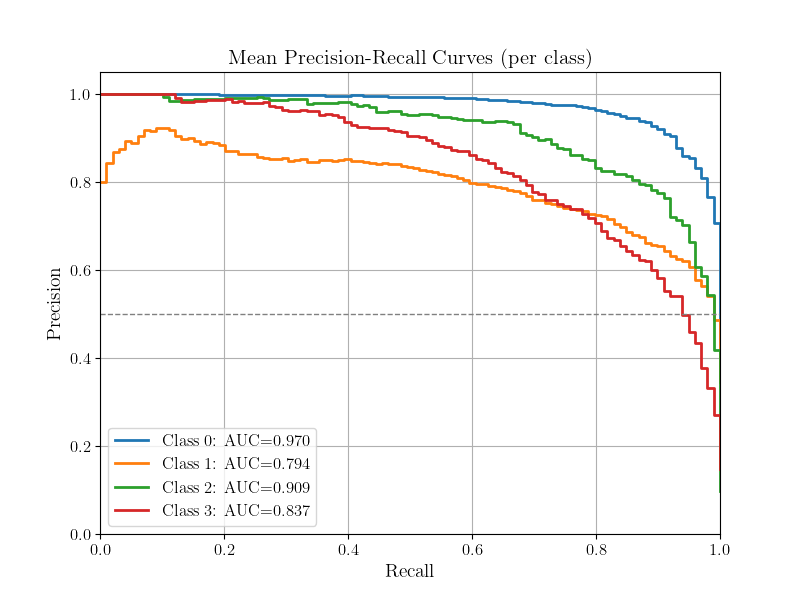 Mean Precision-Recall Curves (per class)
Precision
1.0
0.8
0.6
0.4
0.2
0.0
Class 0: AUC=0.970
Class 1: AUC=0.794
Class 2: AUC=0.909
Class 3: AUC=0.837
0.0 0.2 0.4 0.6 0.8 1.0
Recall